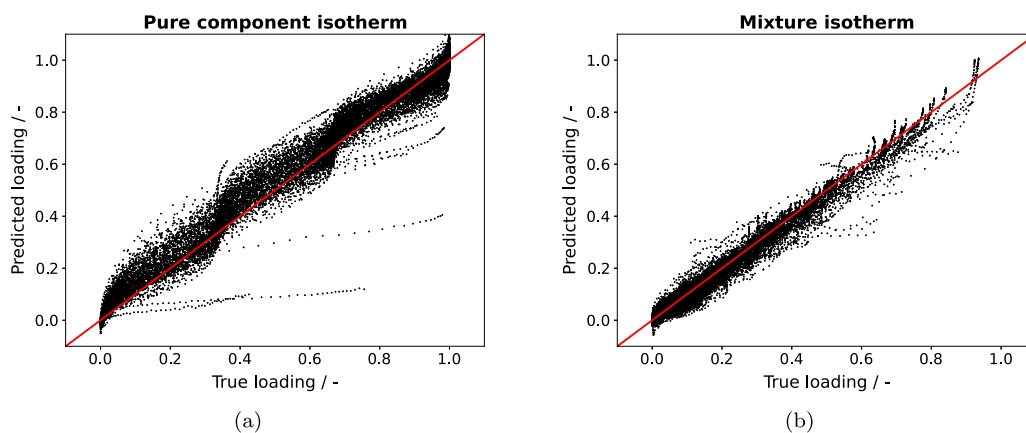 Pure component isotherm
Predicted loading / -
1.0
0.8
0.6
0.4
0.2
0.0
0.0 0.2 0.4 0.6 0.8 1.0
True loading / -
(a)
Mixture isotherm
Predicted loading / -
1.0
0.8
0.6
0.4
0.2
0.0
0.0 0.2 0.4 0.6 0.8 1.0
True loading / -
(b)